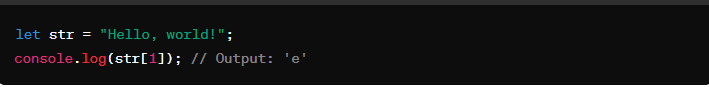 let str = "Hello, world!";
console.log(str[1]); // Output: 'e'